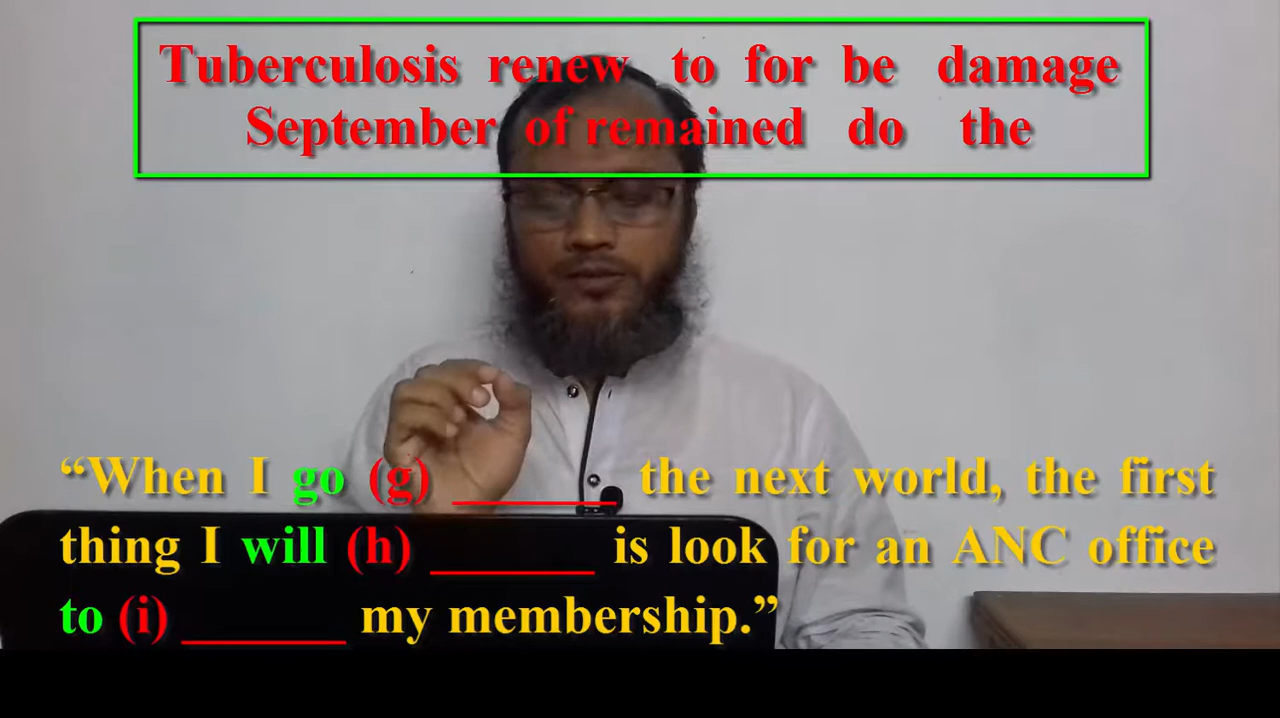 Tuberculosis renew to for be damage
September of remained do the
“When I go (g) ______ the next world, the first
thing I will (h) ______ is look for an ANC office
to (i) ______ my membership.”